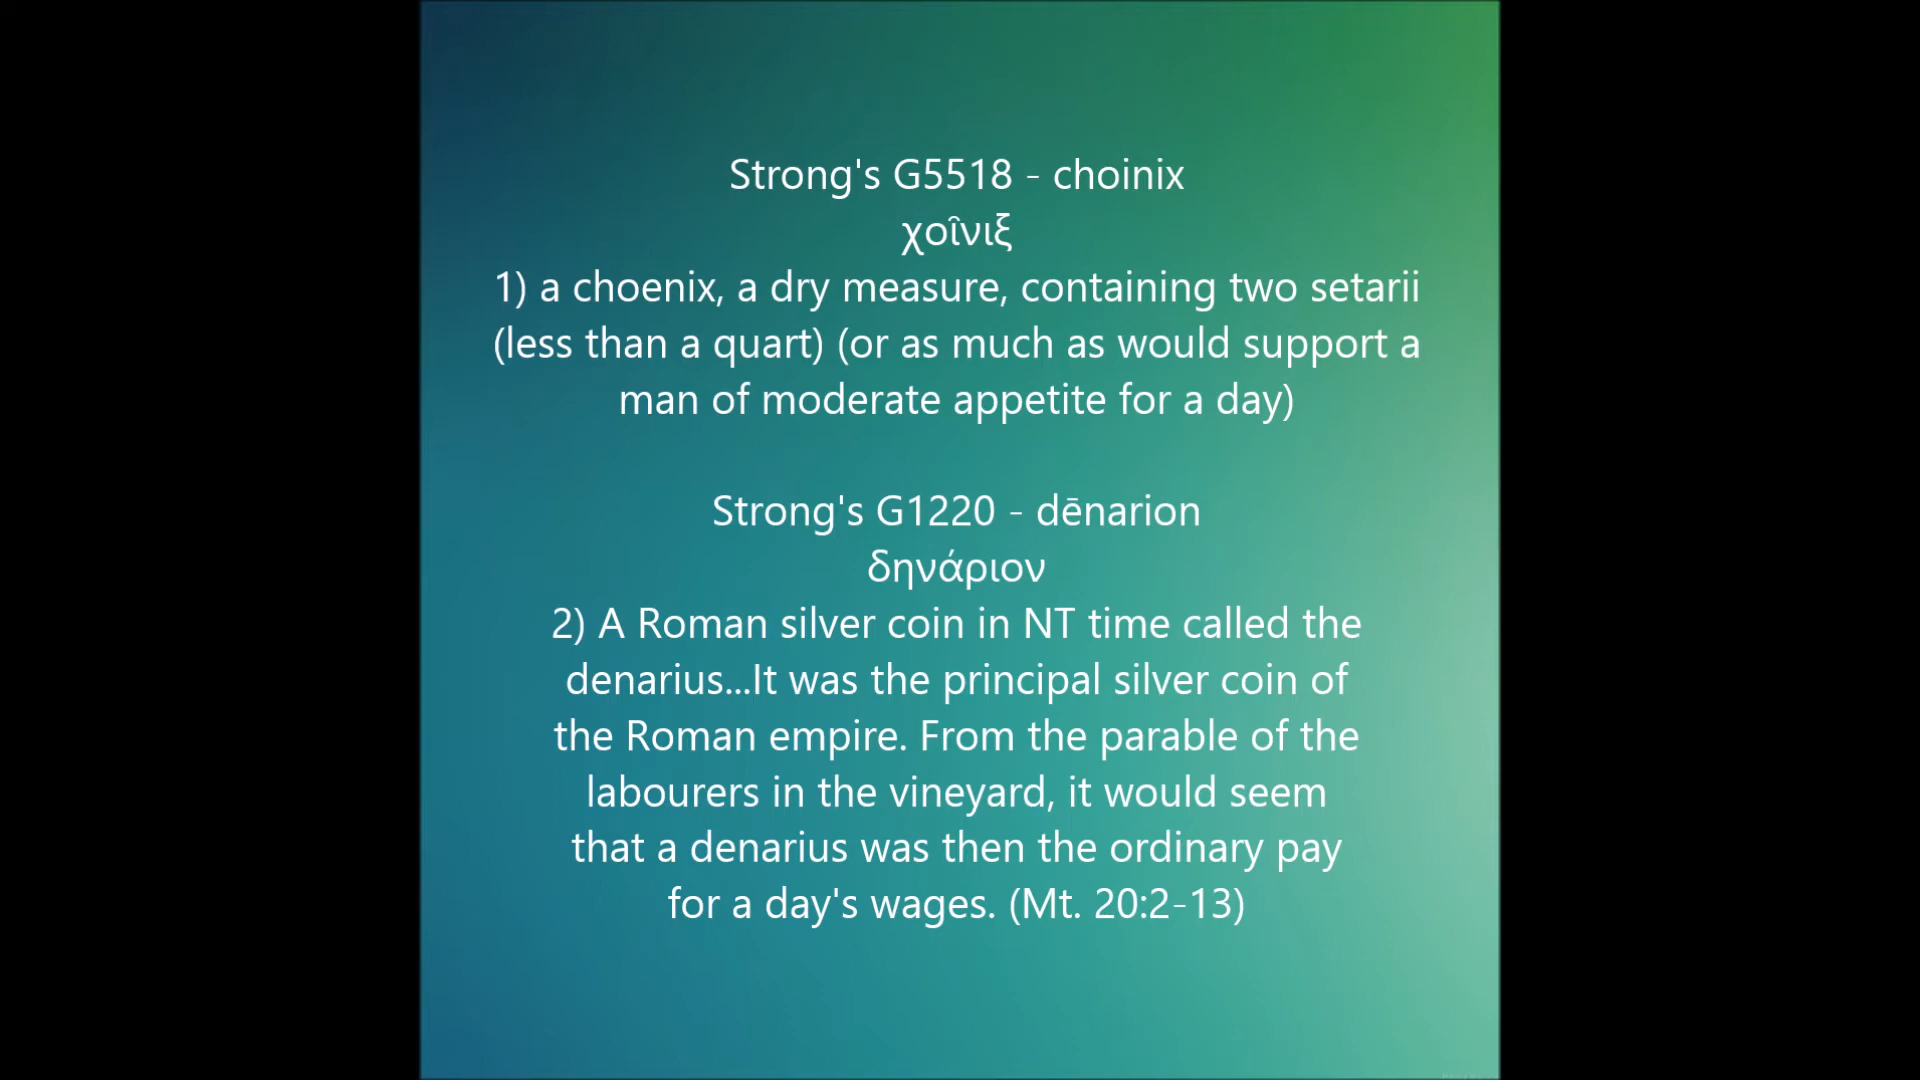 Strong's G5518 - choinix
χοῖνιξ
1) a choenix, a dry measure, containing two setarii
(less than a quart) (or as much as would support a
man of moderate appetite for a day)
Strong's G1220 - dēnarion
δηνάριον
2) A Roman silver coin in NT time called the
denarius...It was the principal silver coin of
the Roman empire. From the parable of the
labourers in the vineyard, it would seem
that a denarius was then the ordinary pay
for a day's wages. (Mt. 20:2-13)